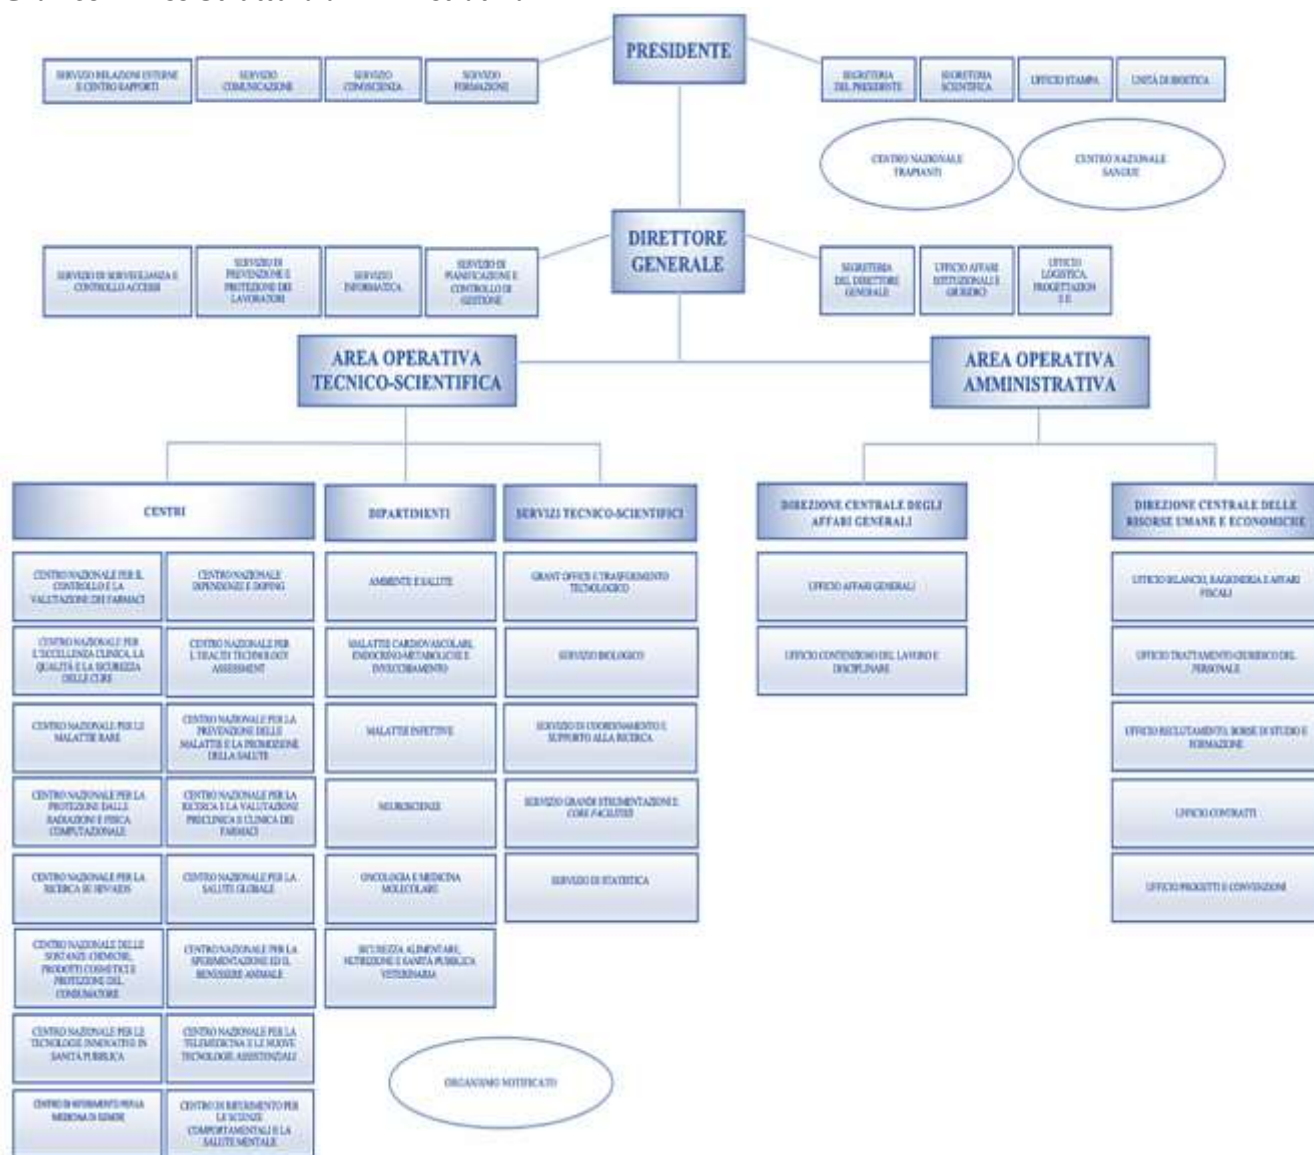 PRESIDENTE
SERVIZIO RELAZIONI ESTERNE
E CENTRO RAPPORTI
SERVIZIO
COMUNICAZIONE
SERVIZIO
CONOSCENZA
SERVIZIO
FORMAZIONE
SEGRETERIA
DEL PRESIDENTE
SEGRETERIA
SCIENTIFICA
UFFICIO STAMPA
UNITÀ DI BIOETICA
CENTRO NAZIONALE
TRAPIANTI
CENTRO NAZIONALE
SANGUE
DIRETTORE
GENERALE
SERVIZIO DI SORVEGLIANZA E
CONTROLLO ACCESSI
SERVIZIO DI
PREVENZIONE E
PROTEZIONE DEI
LAVORATORI
SERVIZIO
INFORMATICA
SERVIZIO DI
PIANIFICAZIONE E
CONTROLLO DI
GESTIONE
SEGRETERIA
DEL DIRETTORE
GENERALE
UFFICIO AFFARI
ISTITUZIONALI E
GIURIDICI
UFFICIO
LOGISTICA,
PROGETTAZION
E E
AREA OPERATIVA
TECNICO-SCIENTIFICA
AREA OPERATIVA
AMMINISTRATIVA
CENTRI
DIPARTIMENTI
SERVIZI TECNICO-SCIENTIFICI
DIREZIONE CENTRALE DEGLI
AFFARI GENERALI
DIREZIONE CENTRALE DELLE
RISORSE UMANE E ECONOMICHE
CENTRO NAZIONALE PER IL
CONTROLLO E LA
VALUTAZIONE DEI FARMACI
CENTRO NAZIONALE
DIPENDENZE E DOPING
AMBIENTE E SALUTE
GRANT OFFICE E TRASFERIMENTO
TECNOLOGICO
UFFICIO AFFARI GENERALI
UFFICIO BILANCIO, RAGIONERIA E AFFARI
FISCALI
CENTRO NAZIONALE PER
L'ECCELLENZA CLINICA, LA
QUALITÀ E LA SICUREZZA
DELLE CURE
CENTRO NAZIONALE PER
L'HEALTH TECHNOLOGY
ASSESSMENT
MALATTIE CARDIOVASCOLARI,
ENDOCRINO-METABOLICHE E
INVECCHIAMENTO
SERVIZIO BIOLOGICO
UFFICIO CONTENZIOSO DEL LAVORO E
DISCIPLINARE
UFFICIO TRATTAMENTO GIURIDICO DEL
PERSONALE
CENTRO NAZIONALE PER LE
MALATTIE RARE
CENTRO NAZIONALE PER LA
PREVENZIONE DELLE
MALATTIE E LA PROMOZIONE
DELLA SALUTE
MALATTIE INFETTIVE
SERVIZIO DI COORDINAMENTO E
SUPPORTO ALLA RICERCA
UFFICIO RECLUTAMENTO, BORSE DI STUDIO E
FORMAZIONE
CENTRO NAZIONALE PER LA
PROTEZIONE DALLE
RADIAZIONI E FISICA
COMPUTAZIONALE
CENTRO NAZIONALE PER LA
RICERCA E LA VALUTAZIONE
PRECLINICA E CLINICA DEI
FARMACI
NEUROSCIENZE
SERVIZIO GRANDI STRUMENTAZIONI E
CORE FACILITIES
UFFICIO CONTRATTI
CENTRO NAZIONALE PER LA
RICERCA SU HIV/AIDS
CENTRO NAZIONALE PER LA
SALUTE GLOBALE
ONCOLOGIA E MEDICINA
MOLECOLARE
SERVIZIO DI STATISTICA
UFFICIO PROGETTI E CONVENZIONI
CENTRO NAZIONALE DELLE
SOSTANZE CHIMICHE,
PRODOTTI COSMETICI E
PROTEZIONE DEL
CONSUMATORE
CENTRO NAZIONALE PER LA
SPERIMENTAZIONE ED IL
BENESSERE ANIMALE
SICUREZZA ALIMENTARE,
NUTRIZIONE E SANITÀ PUBBLICA
VETERINARIA
CENTRO NAZIONALE PER LE
TECNOLOGIE INNOVATIVE IN
SANITÀ PUBBLICA
CENTRO NAZIONALE PER LA
TELEMEDICINA E LE NUOVE
TECNOLOGIE ASSISTENZIALI
ORGANISMO NOTIFICATO
CENTRO DI RIFERIMENTO PER LA
MEDICINA DI GENERE
CENTRO DI RIFERIMENTO PER
LE SCIENZE
COMPORTAMENTALI E LA
SALUTE MENTALE